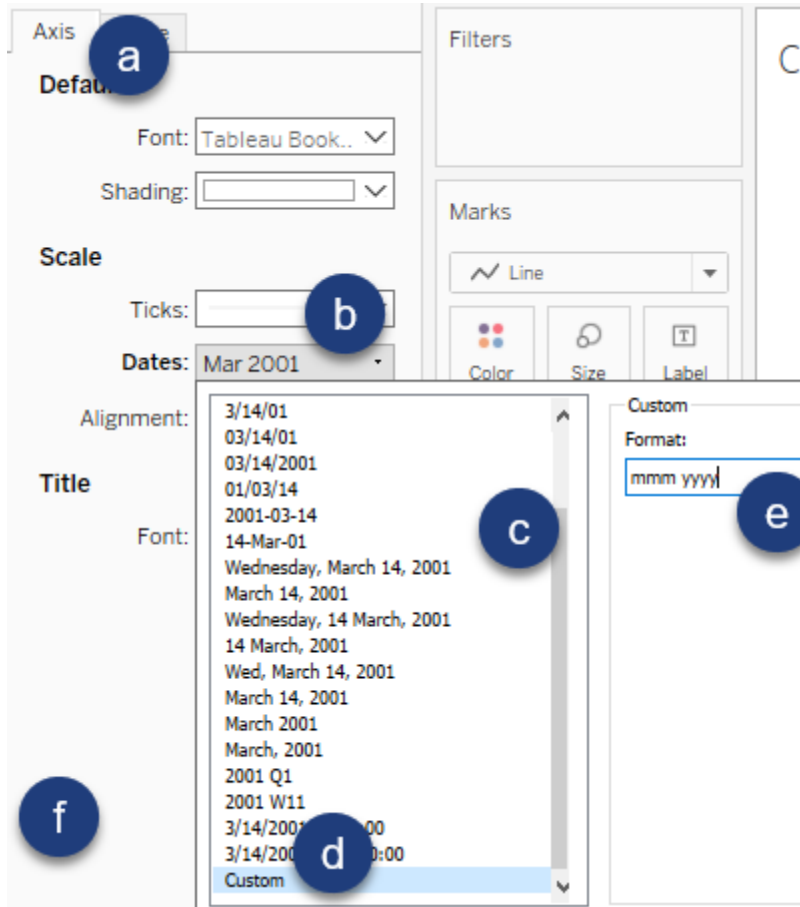 Axis
a
Font: Tableau Book..
Shading:
Scale
Ticks:
b
Dates: Mar 2001
Alignment:
Title
Font:
f
Filters
Marks
Line
Color Size Label
3/14/01
03/14/01
03/14/2001
01/03/14
2001-03-14
14-Mar-01
Wednesday, March 14, 2001
March 14, 2001
Wednesday, 14 March, 2001
14 March, 2001
Wed, March 14, 2001
March 14, 2001
March 2001
March, 2001
2001 Q1
2001 W11
Custom
c
d
Custom
Format:
mmm yyyy
e
C